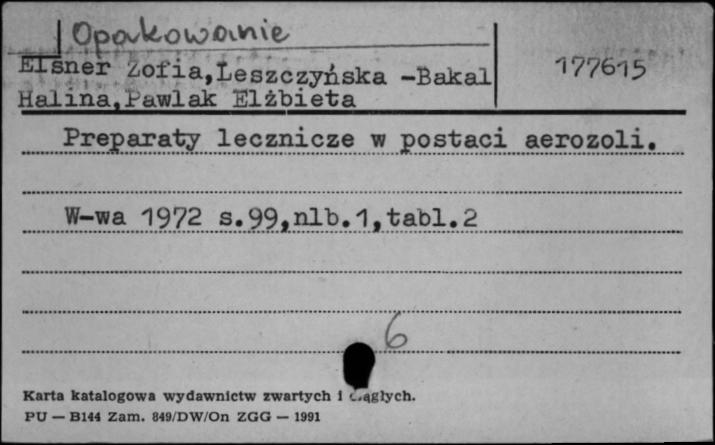 Opakowanie
Elsner Zofia,Leszczyńska -Bakal
Halina,Pawlak Elżbieta
177615
Preparaty lecznicze w postaci aerozoli.
W-wa 1972 s.99,nlb.1,tabl.2
6
Karta katalogowa wydawnictw zwartych i ciągłych.
PU — B144 Zam. 849/DW/On ZGG — 1991